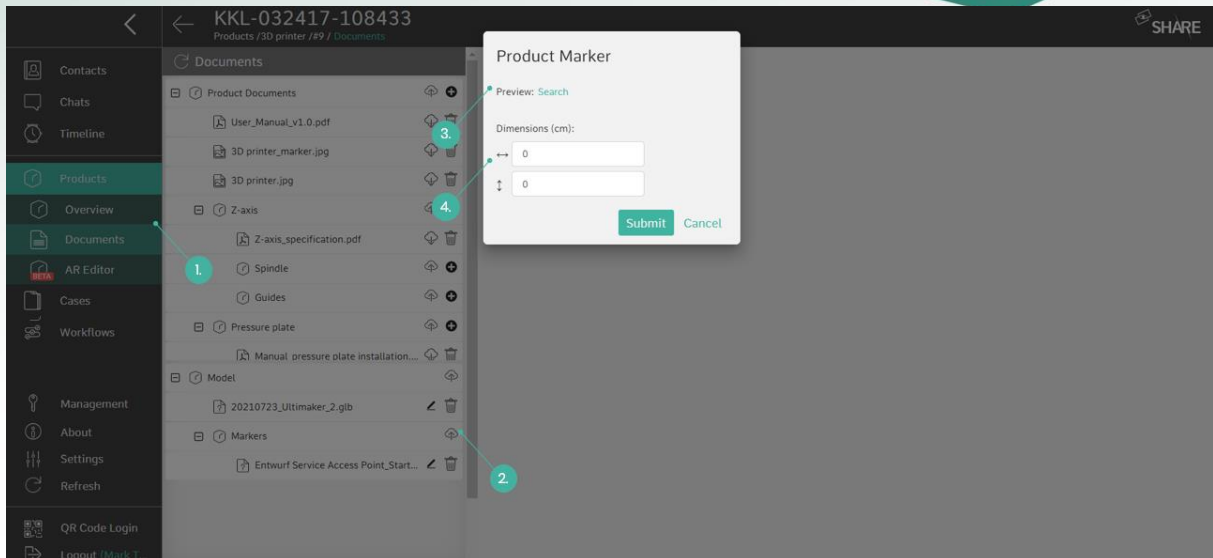 KKL-032417-108433
Products /3D printer /#9 / Documents
SHARE
Contacts
Chats
Timeline
Products
Overview
Documents
BETA
AR Editor
Cases
Workflows
Management
About
Settings
Refresh
QR Code Login
Logout (Mark T
Documents
Product Documents
User_Manual_v1.0.pdf
3D printer_marker.jpg
3D printer.jpg
Z-axis
Z-axis_specification.pdf
Spindle
Guides
Pressure plate
Manual pressure plate installation....
Model
20210723_Ultimaker_2.glb
Markers
Entwurf Service Access Point_Start...
Product Marker
Preview: Search
Dimensions (cm):
0
0
Submit Cancel
1.
2.
3.
4.